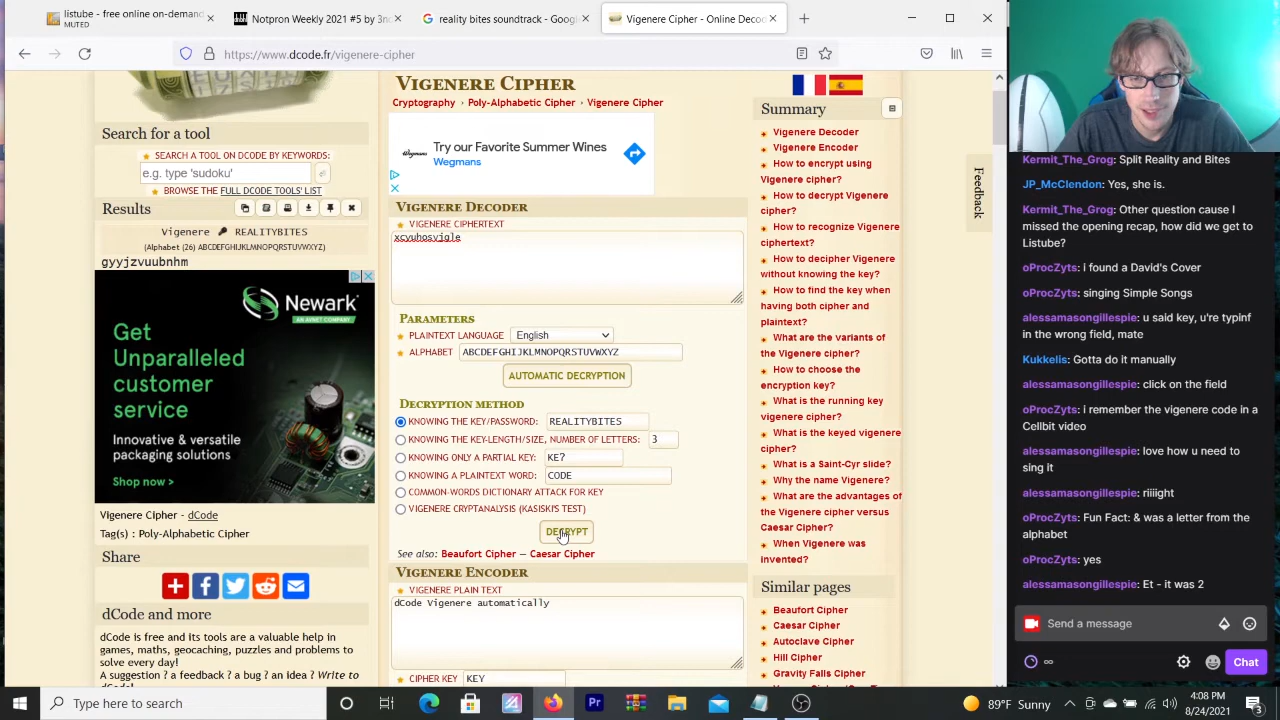 listube - free online on-demand
MUTED
Notpron Weekly 2021 #5 by 3n
reality bites soundtrack - Google
Vigenere Cipher - Online Decoder
https://www.dcode.fr/vigenere-cipher
Search for a tool
SEARCH A TOOL ON DCODE BY KEYWORDS:
e.g. type 'sudoku'
BROWSE THE FULL DCODE TOOLS' LIST
Results
Vigenere REALITYBITES
(Alphabet (26) ABCDEFGHIJKLMNOPQRSTUVWXYZ)
gyyjzvuubnhm
Newark
AN AVNET COMPANY
Get
Unparalleled
customer
service
Innovative & versatile
packaging solutions
Shop now >
Vigenere Cipher - dCode
Tag(s) : Poly-Alphabetic Cipher
Share
dCode and more
dCode is free and its tools are a valuable help in
games, maths, geocaching, puzzles and problems to
solve every day!
A suggestion ? a feedback ? a bug ? an idea ? Write to
VIGENERE CIPHER
Cryptography › Poly-Alphabetic Cipher › Vigenere Cipher
Try our Favorite Summer Wines
Wegmans
VIGENERE DECODER
VIGENERE CIPHERTEXT
PARAMETERS
PLAINTEXT LANGUAGE English
ALPHABET ABCDEFGHIJKLMNOPQRSTUVWXYZ
AUTOMATIC DECRYPTION
DECRYPTION METHOD
KNOWING THE KEY/PASSWORD: REALITYBITES
KNOWING THE KEY-LENGTH/SIZE, NUMBER OF LETTERS: 3
KNOWING ONLY A PARTIAL KEY: KE?
KNOWING A PLAINTEXT WORD: CODE
COMMON-WORDS DICTIONARY ATTACK FOR KEY
VIGENERE CRYPTANALYSIS (KASISKI'S TEST)
DECRYPT
See also: Beaufort Cipher — Caesar Cipher
VIGENERE ENCODER
VIGENERE PLAIN TEXT
dCode Vigenere automatically
CIPHER KEY KEY
Summary
Vigenere Decoder
Vigenere Encoder
How to encrypt using
Vigenere cipher?
How to decrypt Vigenere
cipher?
How to recognize Vigenere
ciphertext?
How to decipher Vigenere
without knowing the key?
How to find the key when
having both cipher and
plaintext?
What are the variants of
the Vigenere cipher?
How to choose the
encryption key?
What is the running key
vigenere cipher?
What is the keyed vigenere
cipher?
What is a Saint-Cyr slide?
Why the name Vigenere?
What are the advantages of
the Vigenere cipher versus
Caesar Cipher?
When Vigenere was
invented?
Similar pages
Beaufort Cipher
Caesar Cipher
Autoclave Cipher
Hill Cipher
Gravity Falls Cipher
Feedback
Kermit_The_Grog: Split Reality and Bites
JP_McClendon: Yes, she is.
Kermit_The_Grog: Other question cause I
missed the opening recap, how did we get to
Listube?
oProcZyts: i found a David's Cover
oProcZyts: singing Simple Songs
alessamasongillespie: u said key, u're typinf
in the wrong field, mate
Kukkelis: Gotta do it manually
alessamasongillespie: click on the field
oProcZyts: i remember the vigenere code in a
Cellbit video
alessamasongillespie: love how u need to
sing it
alessamasongillespie: riiiight
oProcZyts: Fun Fact: & was a letter from the
alphabet
oProcZyts: yes
alessamasongillespie: Et - it was 2
Send a message
Chat
Type here to search
Pr
89°F Sunny
4:08 PM
8/24/2021
3